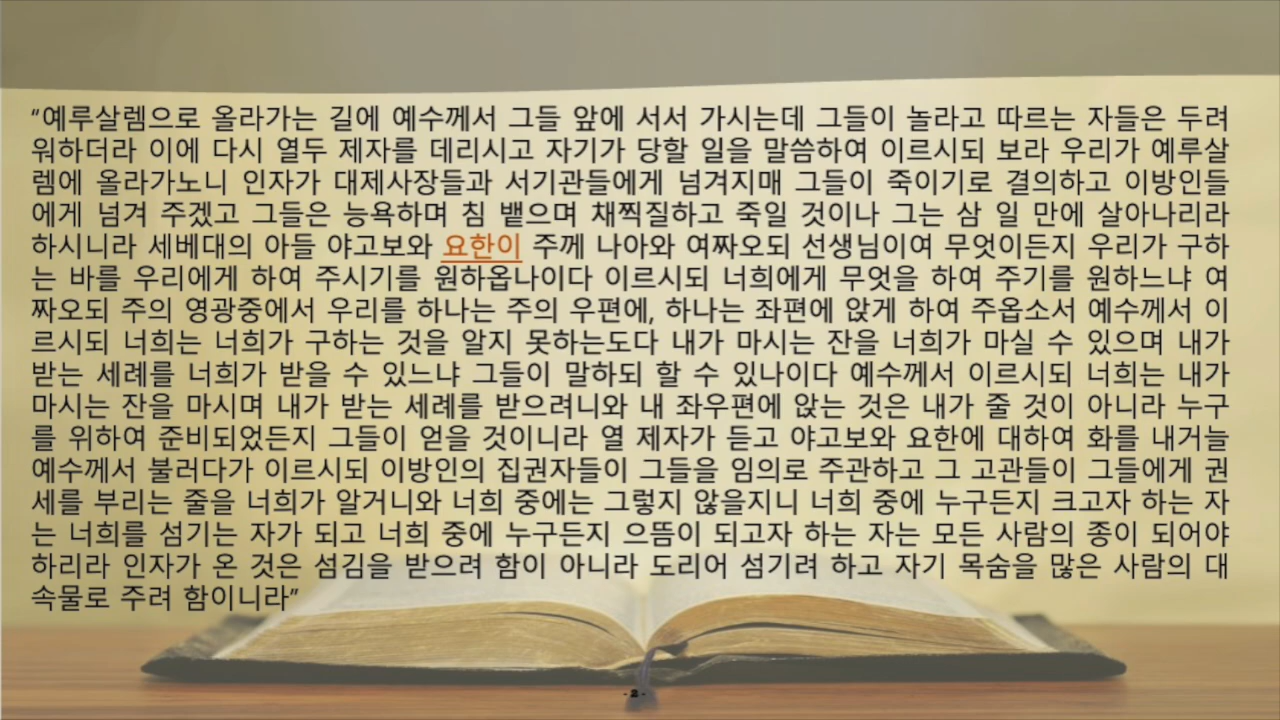 “예루살렘으로 올라가는 길에 예수께서 그들 앞에 서서 가시는데 그들이 놀라고 따르는 자들은 두려
워하더라 이에 다시 열두 제자를 데리시고 자기가 당할 일을 말씀하여 이르시되 보라 우리가 예루살
렘에 올라가노니 인자가 대제사장들과 서기관들에게 넘겨지매 그들이 죽이기로 결의하고 이방인들
에게 넘겨 주겠고 그들은 능욕하며 침 뱉으며 채찍질하고 죽일 것이나 그는 삼 일 만에 살아나리라
하시니라 세베대의 아들 야고보와 요한이 주께 나아와 여짜오되 선생님이여 무엇이든지 우리가 구하
는 바를 우리에게 하여 주시기를 원하옵나이다 이르시되 너희에게 무엇을 하여 주기를 원하느냐 여
짜오되 주의 영광중에서 우리를 하나는 주의 우편에, 하나는 좌편에 앉게 하여 주옵소서 예수께서 이
르시되 너희는 너희가 구하는 것을 알지 못하는도다 내가 마시는 잔을 너희가 마실 수 있으며 내가
받는 세례를 너희가 받을 수 있느냐 그들이 말하되 할 수 있나이다 예수께서 이르시되 너희는 내가
마시는 잔을 마시며 내가 받는 세례를 받으려니와 내 좌우편에 앉는 것은 내가 줄 것이 아니라 누구
를 위하여 준비되었든지 그들이 얻을 것이니라 열 제자가 듣고 야고보와 요한에 대하여 화를 내거늘
예수께서 불러다가 이르시되 이방인의 집권자들이 그들을 임의로 주관하고 그 고관들이 그들에게 권
세를 부리는 줄을 너희가 알거니와 너희 중에는 그렇지 않을지니 너희 중에 누구든지 크고자 하는 자
는 너희를 섬기는 자가 되고 너희 중에 누구든지 으뜸이 되고자 하는 자는 모든 사람의 종이 되어야
하리라 인자가 온 것은 섬김을 받으려 함이 아니라 도리어 섬기려 하고 자기 목숨을 많은 사람의 대
속물로 주려 함이니라”
- 2 -